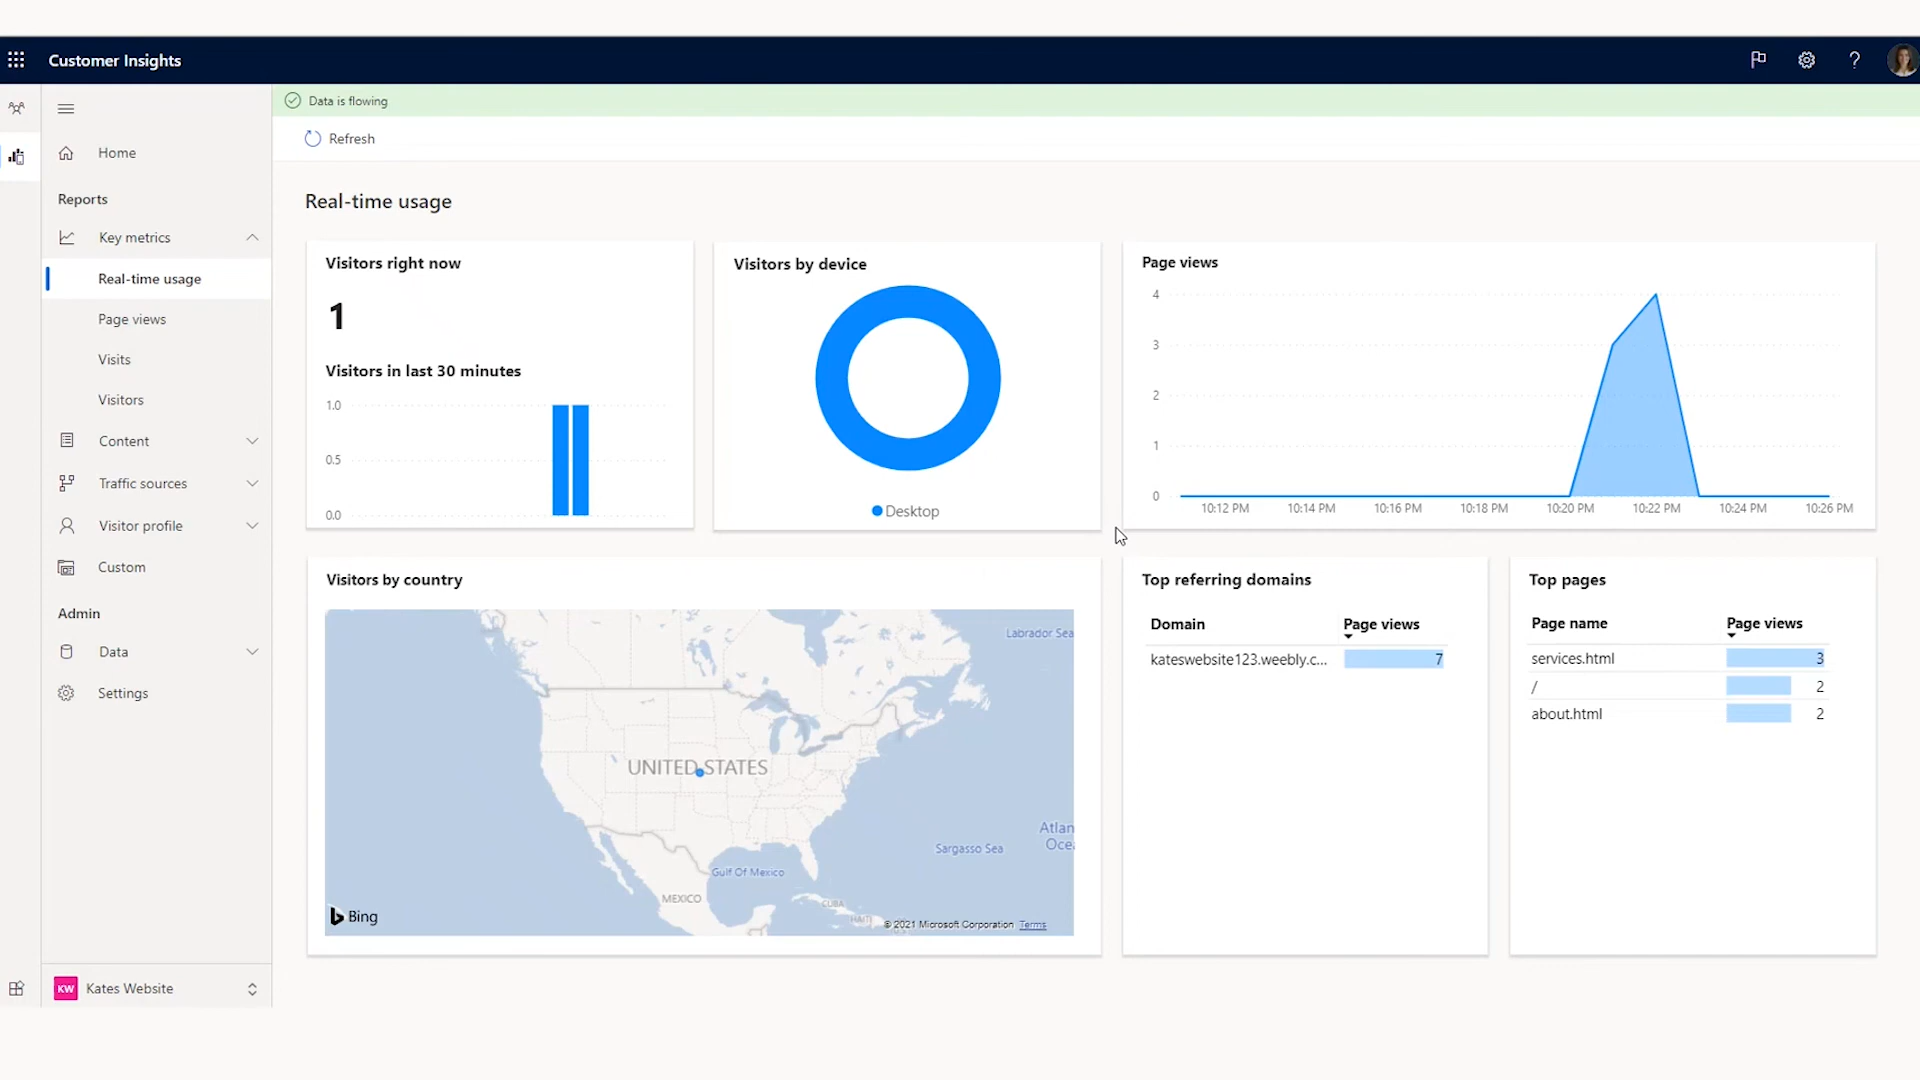 Customer Insights
Data is flowing
Refresh
Home
Reports
Key metrics
Real-time usage
Page views
Visits
Visitors
Content
Traffic sources
Visitor profile
Custom
Admin
Data
Settings
KW Kates Website
Real-time usage
Visitors right now
1
Visitors in last 30 minutes
1.0
0.5
0.0
Visitors by device
Desktop
Page views
4
3
2
1
0
10:12 PM 10:14 PM 10:16 PM 10:18 PM 10:20 PM 10:22 PM 10:24 PM 10:26 PM
Visitors by country
Labrador Sea
UNITED STATES
Atlan
Oce
Sargasso Sea
Gulf Of Mexico
MEXICO
CUBA
HAITI
Bing
© 2021 Microsoft Corporation Terms
Top referring domains
Domain Page views
kateswebsite123.weebly.c... 7
Top pages
Page name Page views
services.html 3
/ 2
about.html 2